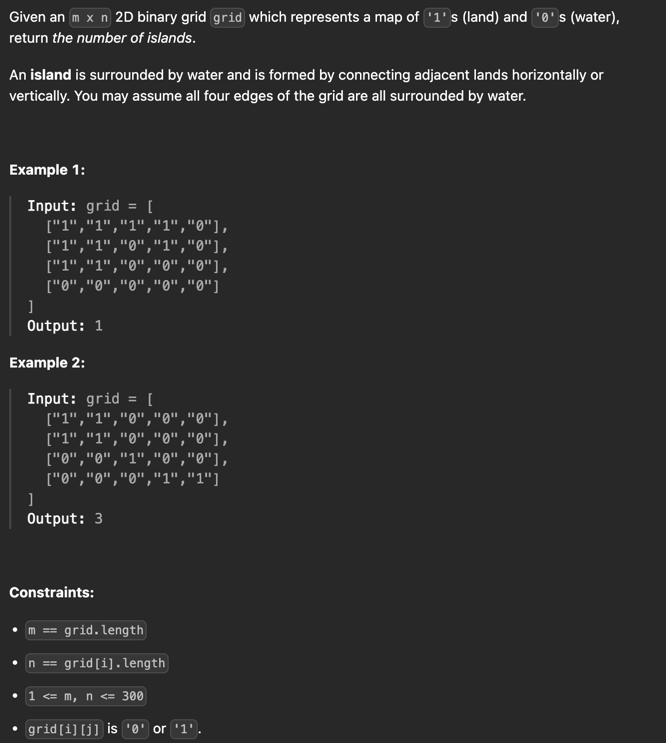 Given an m x n 2D binary grid grid which represents a map of '1's (land) and '0's (water),
return the number of islands.
An island is surrounded by water and is formed by connecting adjacent lands horizontally or
vertically. You may assume all four edges of the grid are all surrounded by water.
Example 1:
Input: grid = [
["1","1","1","1","0"],
["1","1","0","1","0"],
["1","1","0","0","0"],
["0","0","0","0","0"]
]
Output: 1
Example 2:
Input: grid = [
["1","1","0","0","0"],
["1","1","0","0","0"],
["0","0","1","0","0"],
["0","0","0","1","1"]
]
Output: 3
Constraints:
• m == grid.length
• n == grid[i].length
• 1 <= m, n <= 300
• grid[i][j] is '0' or '1'.